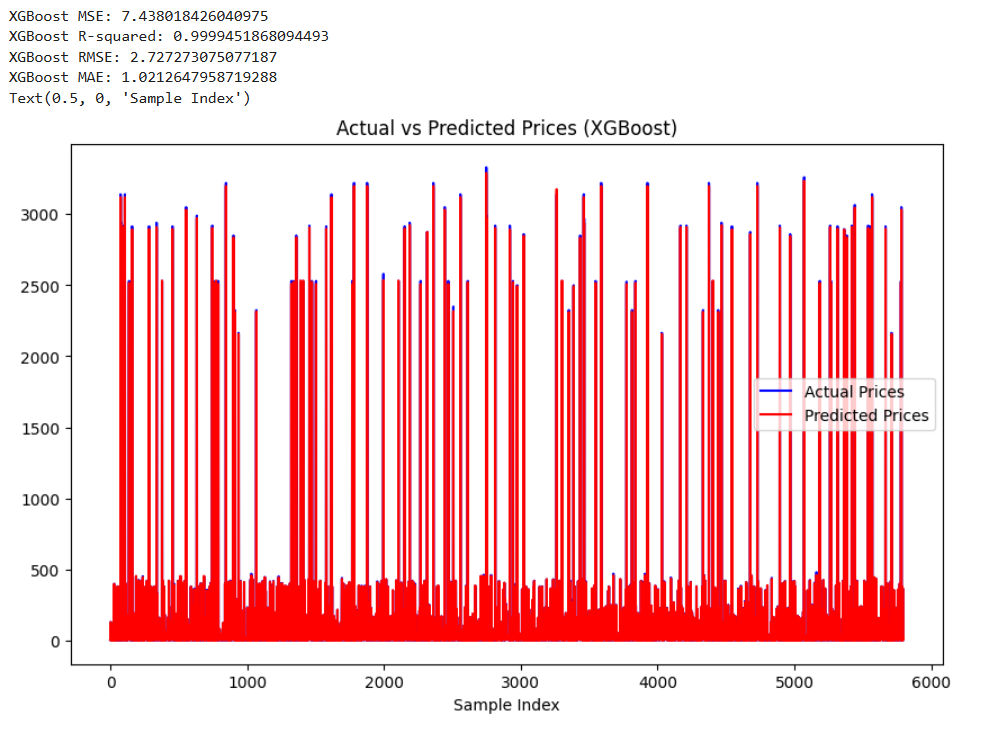 XGBoost MSE: 7.438018426040975
XGBoost R-squared: 0.9999451868094493
XGBoost RMSE: 2.727273075077187
XGBoost MAE: 1.0212647958719288
Text(0.5, 0, 'Sample Index')
Actual vs Predicted Prices (XGBoost)
3000
2500
2000
1500
1000
500
0
Actual Prices
Predicted Prices
0 1000 2000 3000 4000 5000 6000
Sample Index